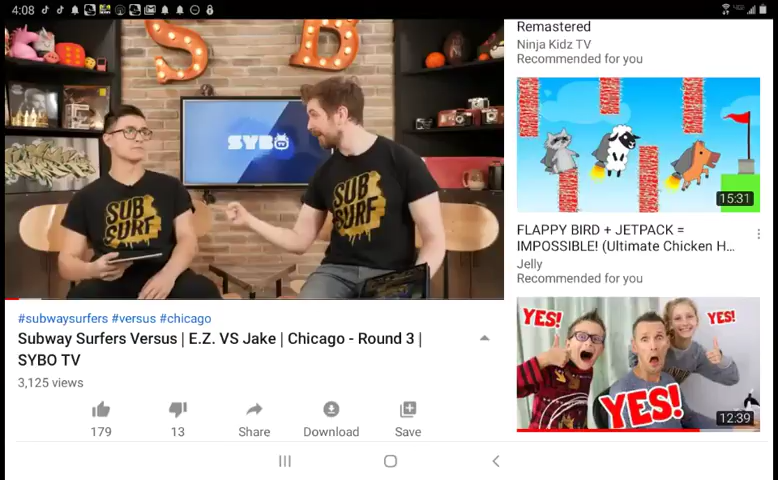 4:08
S B
SYBO
TV
SUB
SURF
SUB
SURF
#subwaysurfers #versus #chicago
Subway Surfers Versus | E.Z. VS Jake | Chicago - Round 3 |
SYBO TV
3,125 views
179
13
Share
Download
Save
Remastered
Ninja Kidz TV
Recommended for you
15:31
FLAPPY BIRD + JETPACK =
IMPOSSIBLE! (Ultimate Chicken H...
Jelly
Recommended for you
YES!
YES!
YES!
12:39